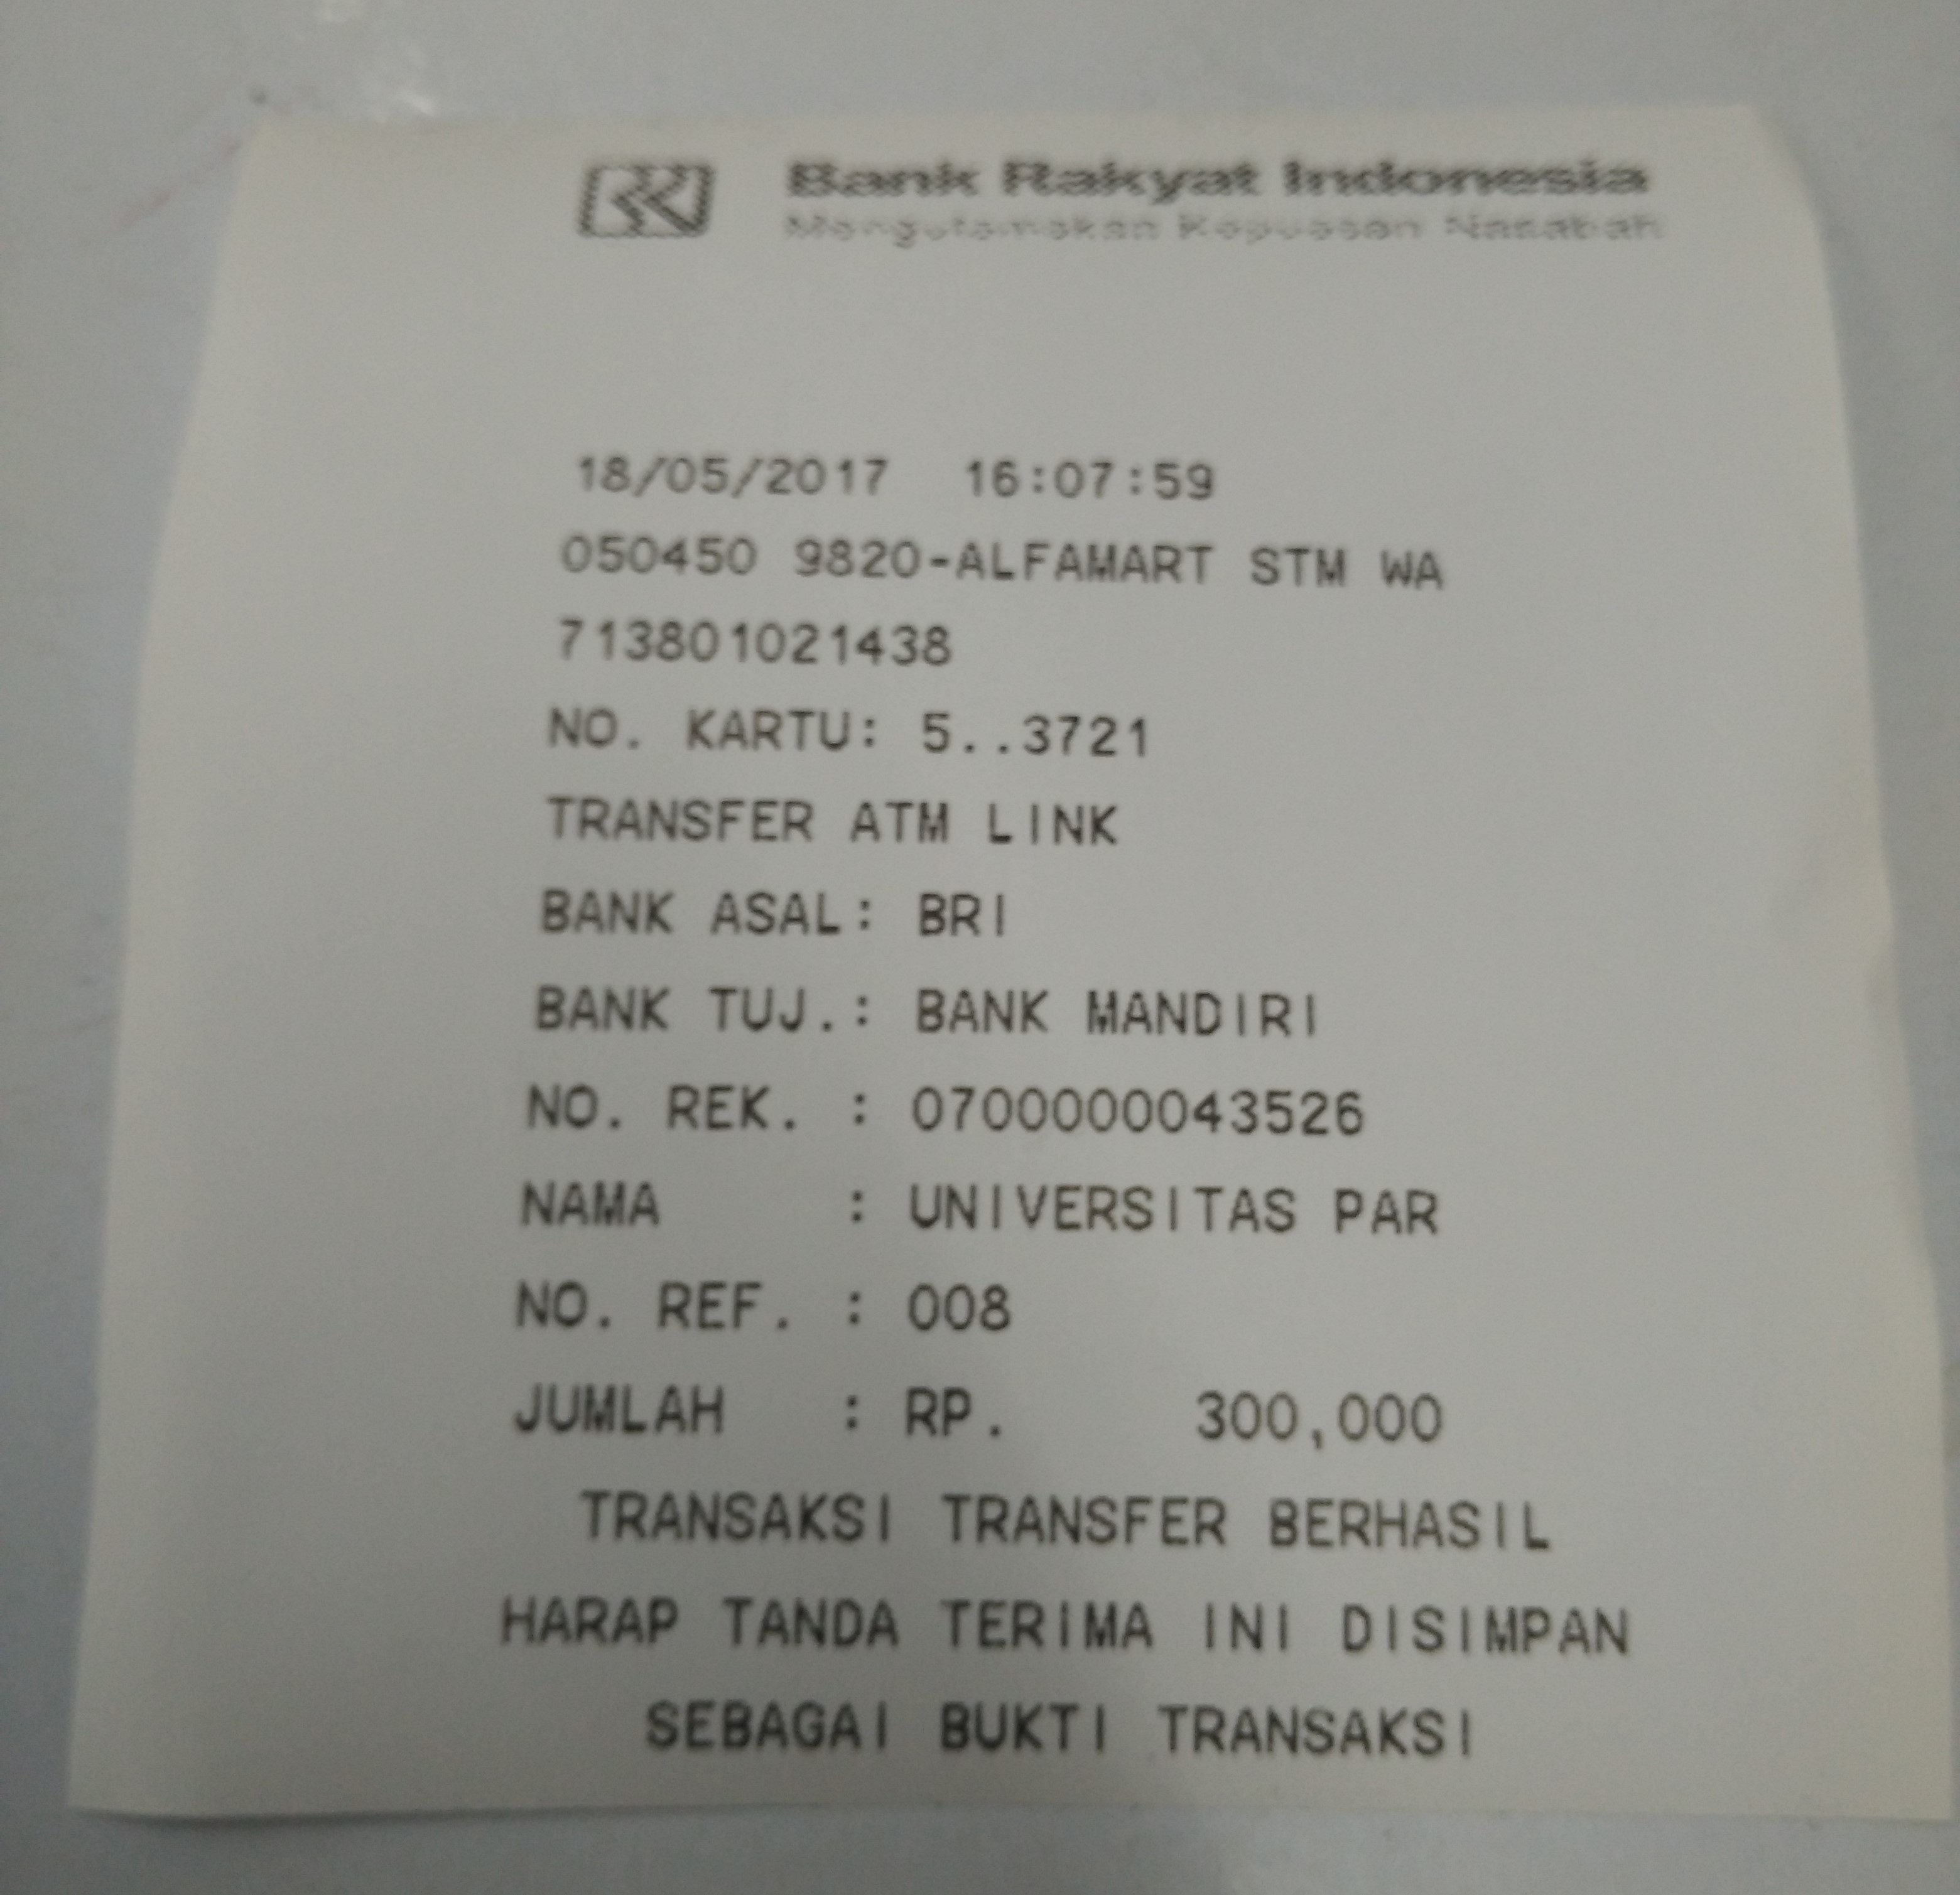 Bank Rakyat Indonesia
Mengutamakan Kepuasan Nasabah
18/05/2017 16:07:59
050450 9820-ALFAMART STM WA
713801021438
NO. KARTU: 5..3721
TRANSFER ATM LINK
BANK ASAL: BRI
BANK TUJ.: BANK MANDIRI
NO. REK. : 0700000043526
NAMA : UNIVERSITAS PAR
NO. REF. : 008
JUMLAH : RP. 300,000
TRANSAKSI TRANSFER BERHASIL
HARAP TANDA TERIMA INI DISIMPAN
SEBAGAI BUKTI TRANSAKSI